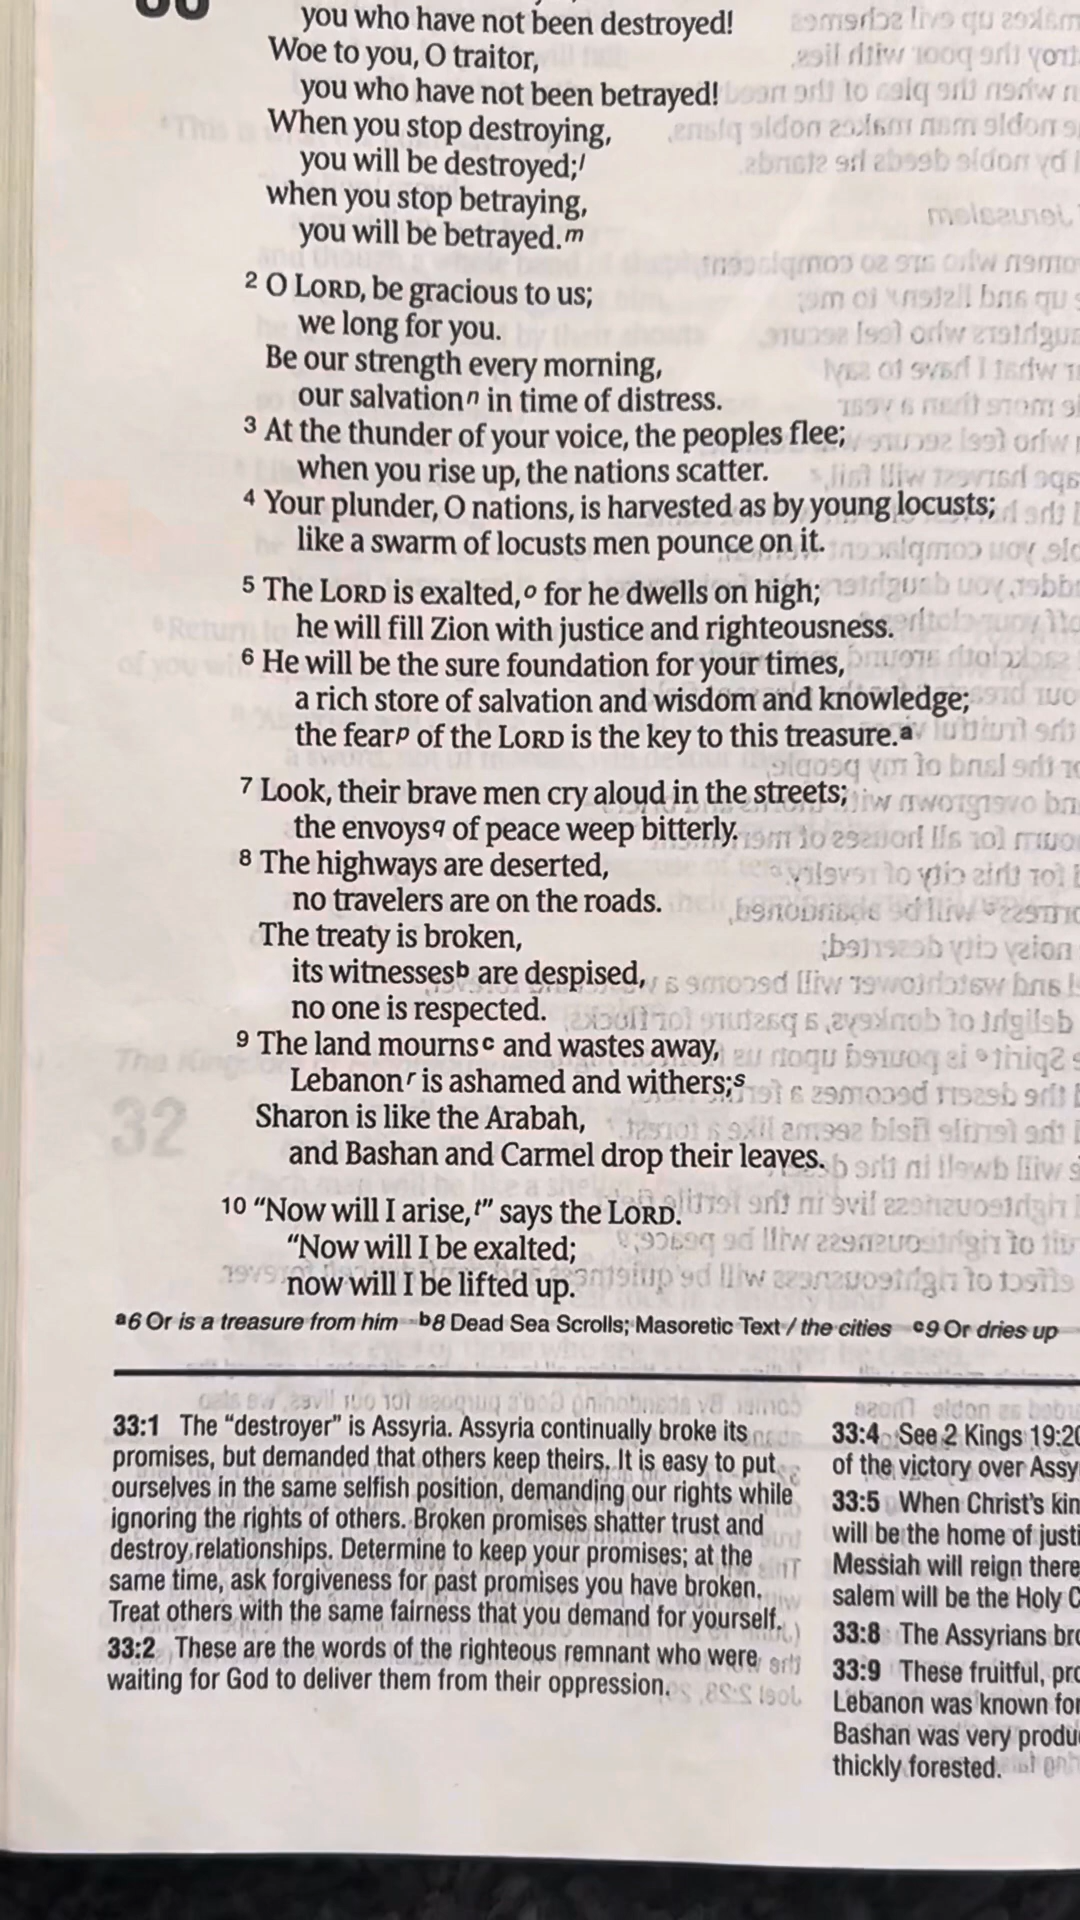 you who have not been destroyed!
Woe to you, O traitor,
you who have not been betrayed!
When you stop destroying,
you will be destroyed;l
when you stop betraying,
you will be betrayed.m
2 O LORD, be gracious to us;
we long for you.
Be our strength every morning,
our salvationn in time of distress.
3 At the thunder of your voice, the peoples flee;
when you rise up, the nations scatter.
4 Your plunder, O nations, is harvested as by young locusts;
like a swarm of locusts men pounce on it.
5 The LORD is exalted,o for he dwells on high;
he will fill Zion with justice and righteousness.
6 He will be the sure foundation for your times,
a rich store of salvation and wisdom and knowledge;
the fearp of the LORD is the key to this treasure.a
7 Look, their brave men cry aloud in the streets;
the envoysq of peace weep bitterly.
8 The highways are deserted,
no travelers are on the roads.
The treaty is broken,
its witnessesb are despised,
no one is respected.
9 The land mournsc and wastes away,
Lebanonr is ashamed and withers;s
Sharon is like the Arabah,
and Bashan and Carmel drop their leaves.
10 “Now will I arise,t” says the LORD.
“Now will I be exalted;
now will I be lifted up.
a6 Or is a treasure from him b8 Dead Sea Scrolls; Masoretic Text / the cities c9 Or dries up
33:1 The “destroyer” is Assyria. Assyria continually broke its
promises, but demanded that others keep theirs. It is easy to put
ourselves in the same selfish position, demanding our rights while
ignoring the rights of others. Broken promises shatter trust and
destroy relationships. Determine to keep your promises; at the
same time, ask forgiveness for past promises you have broken.
Treat others with the same fairness that you demand for yourself.
33:2 These are the words of the righteous remnant who were
waiting for God to deliver them from their oppression.
33:4 See 2 Kings 19:20
of the victory over Assy
33:5 When Christ’s kin
will be the home of justi
Messiah will reign there
salem will be the Holy C
33:8 The Assyrians bro
33:9 These fruitful, pro
Lebanon was known for
Bashan was very produ
thickly forested.
32